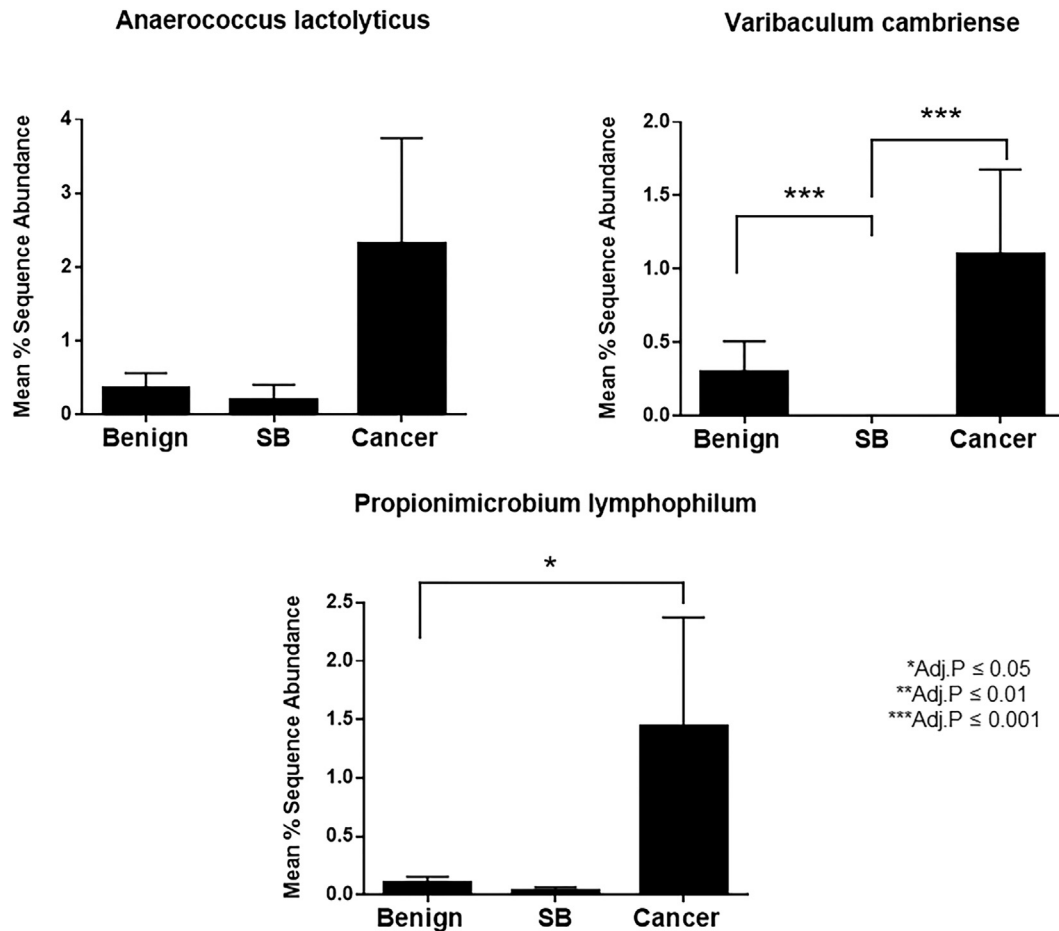 Anaerococcus lactolyticus
Mean % Sequence Abundance
4
3
2
1
0
Benign SB Cancer
Varibaculum cambriense
Mean % Sequence Abundance
2.0
1.5
1.0
0.5
0.0
***
***
Benign SB Cancer
Propionimicrobium lymphophilum
Mean % Sequence Abundance
2.5
2.0
1.5
1.0
0.5
0.0
*
Benign SB Cancer
*Adj.P ≤ 0.05
**Adj.P ≤ 0.01
***Adj.P ≤ 0.001